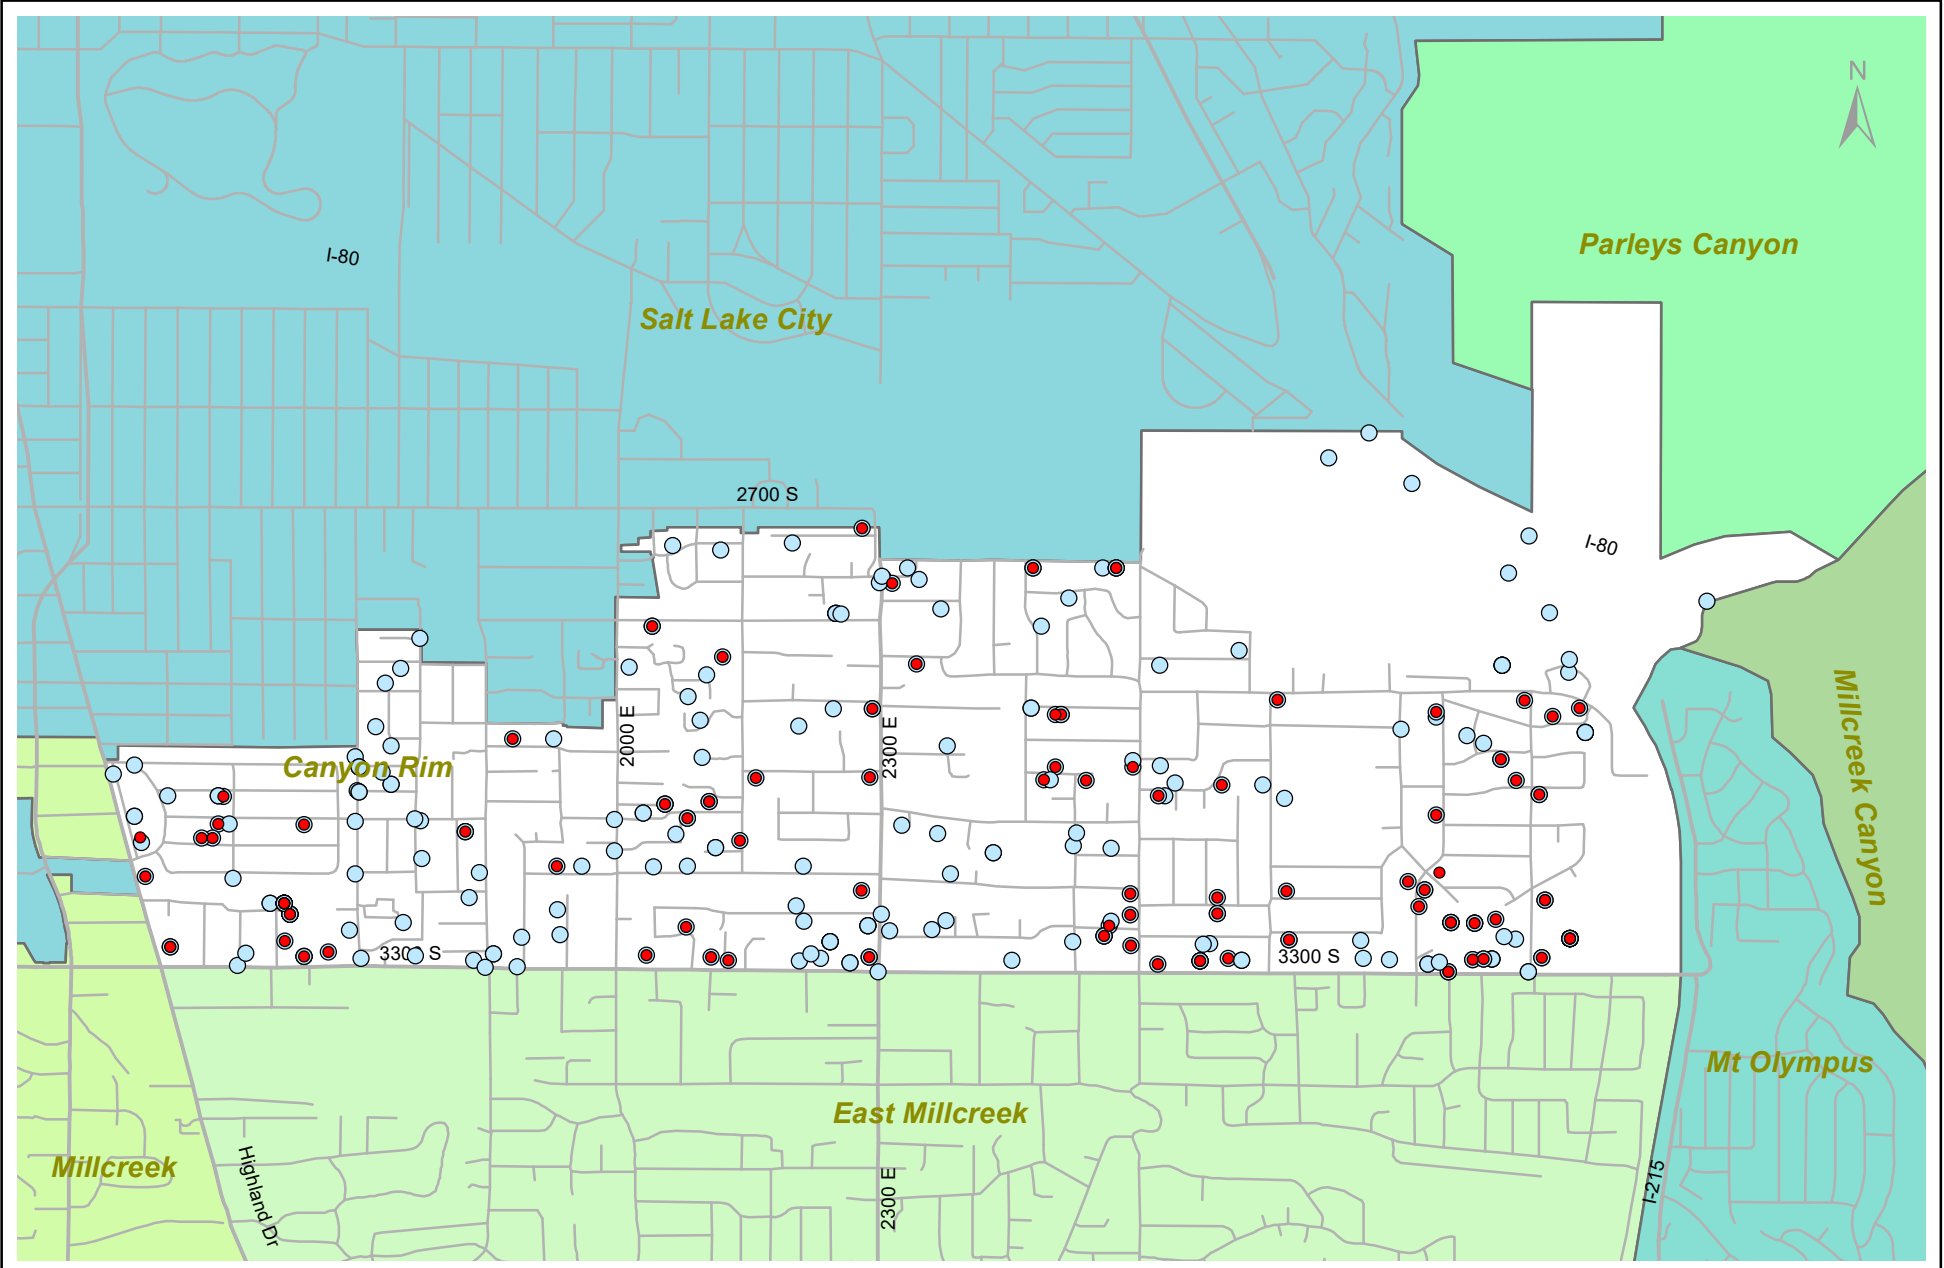 N
Parleys Canyon
I-80
Salt Lake City
2700 S
I-80
2000 E
2300 E
Canyon Rim
Millcreek Canyon
3300 S
3300 S
Mt Olympus
East Millcreek
Millcreek
Highland Dr
2300 E
I-215